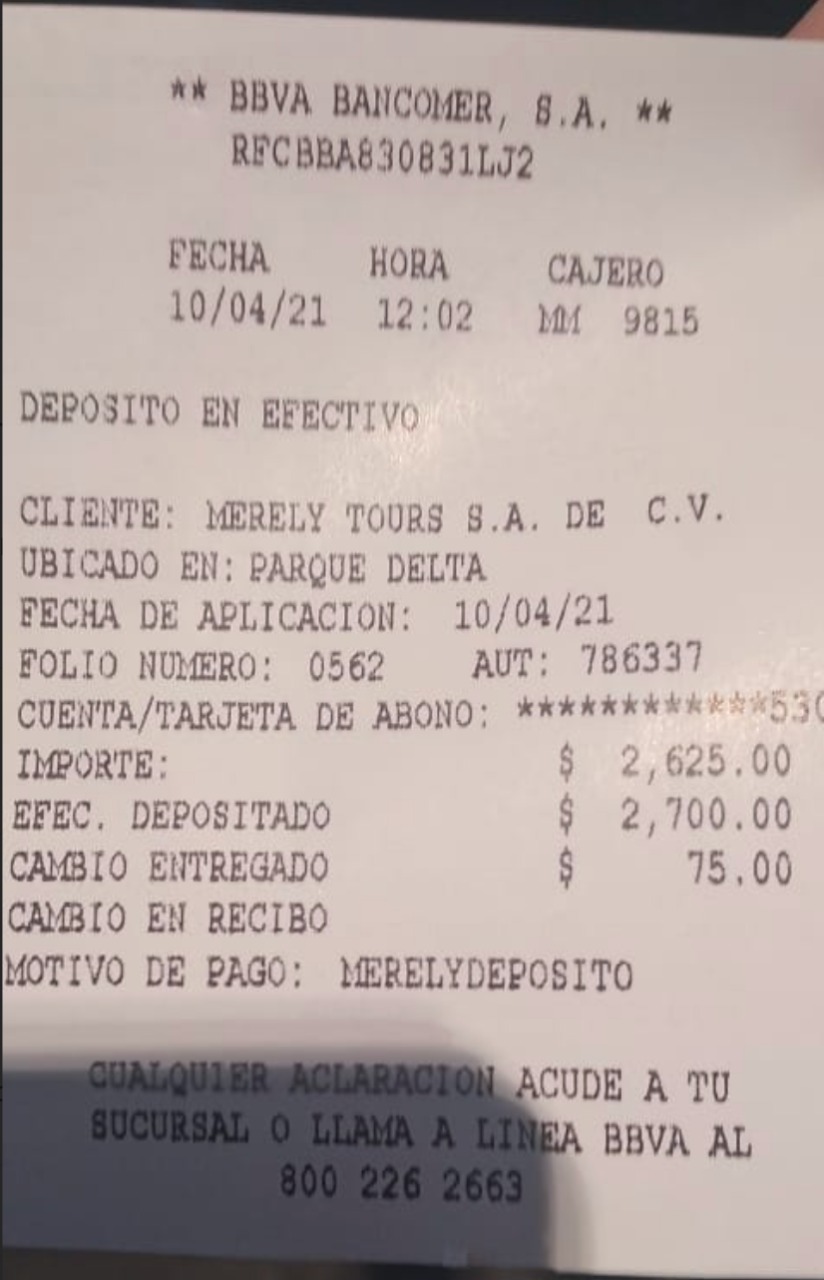 ** BBVA BANCOMER, S.A. **
RFCBBA830831LJ2
FECHA HORA CAJERO
10/04/21 12:02 MM 9815
DEPOSITO EN EFECTIVO
CLIENTE: MERELY TOURS S.A. DE C.V.
UBICADO EN: PARQUE DELTA
FECHA DE APLICACION: 10/04/21
FOLIO NUMERO: 0562 AUT: 786337
CUENTA/TARJETA DE ABONO: ************530
IMPORTE: $ 2,625.00
EFEC. DEPOSITADO $ 2,700.00
CAMBIO ENTREGADO $ 75.00
CAMBIO EN RECIBO
MOTIVO DE PAGO: MERELYDEPOSITO
CUALQUIER ACLARACION ACUDE A TU
SUCURSAL O LLAMA A LINEA BBVA AL
800 226 2663